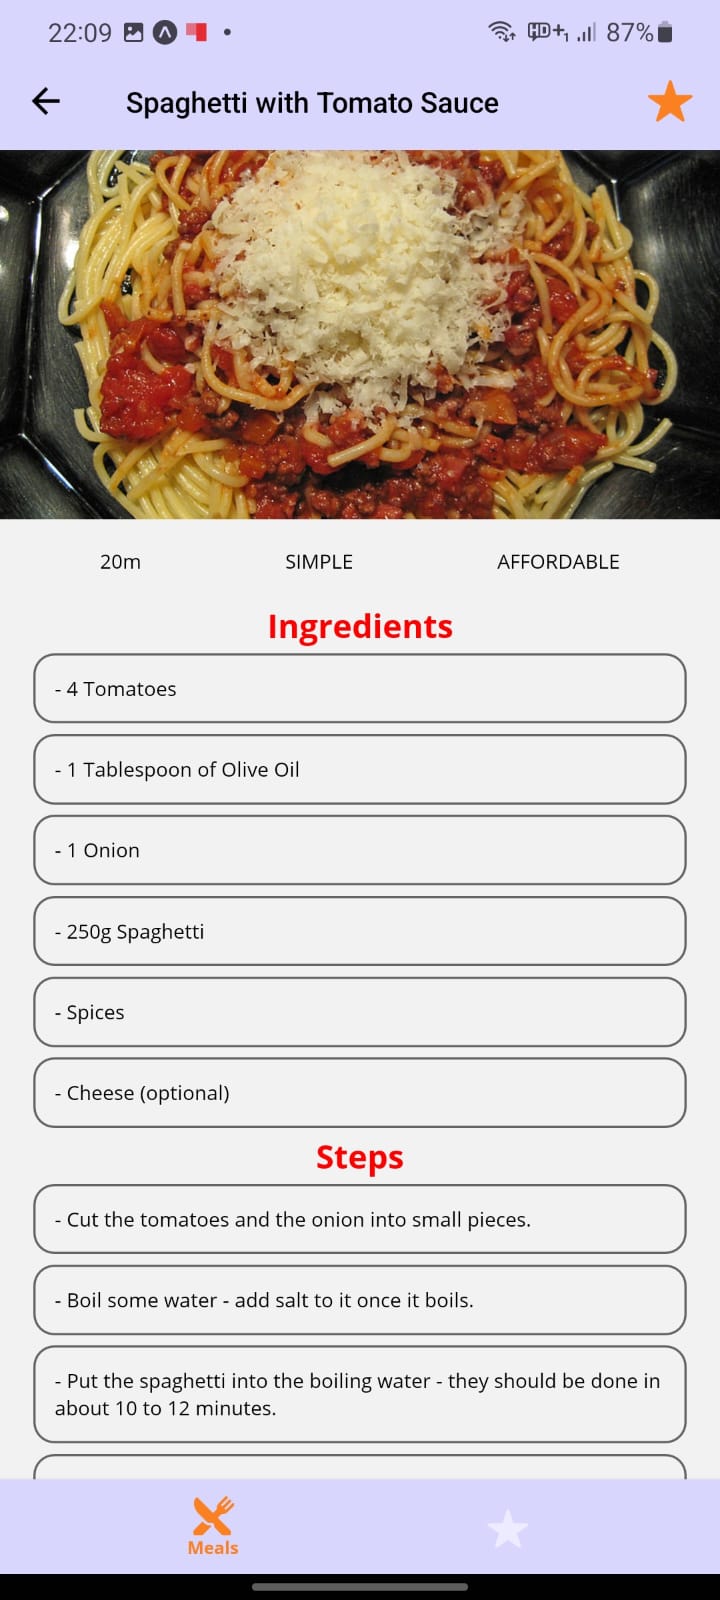 22:09
87%
Spaghetti with Tomato Sauce
20m SIMPLE AFFORDABLE
Ingredients
- 4 Tomatoes
- 1 Tablespoon of Olive Oil
- 1 Onion
- 250g Spaghetti
- Spices
- Cheese (optional)
Steps
- Cut the tomatoes and the onion into small pieces.
- Boil some water - add salt to it once it boils.
- Put the spaghetti into the boiling water - they should be done in
about 10 to 12 minutes.
Meals